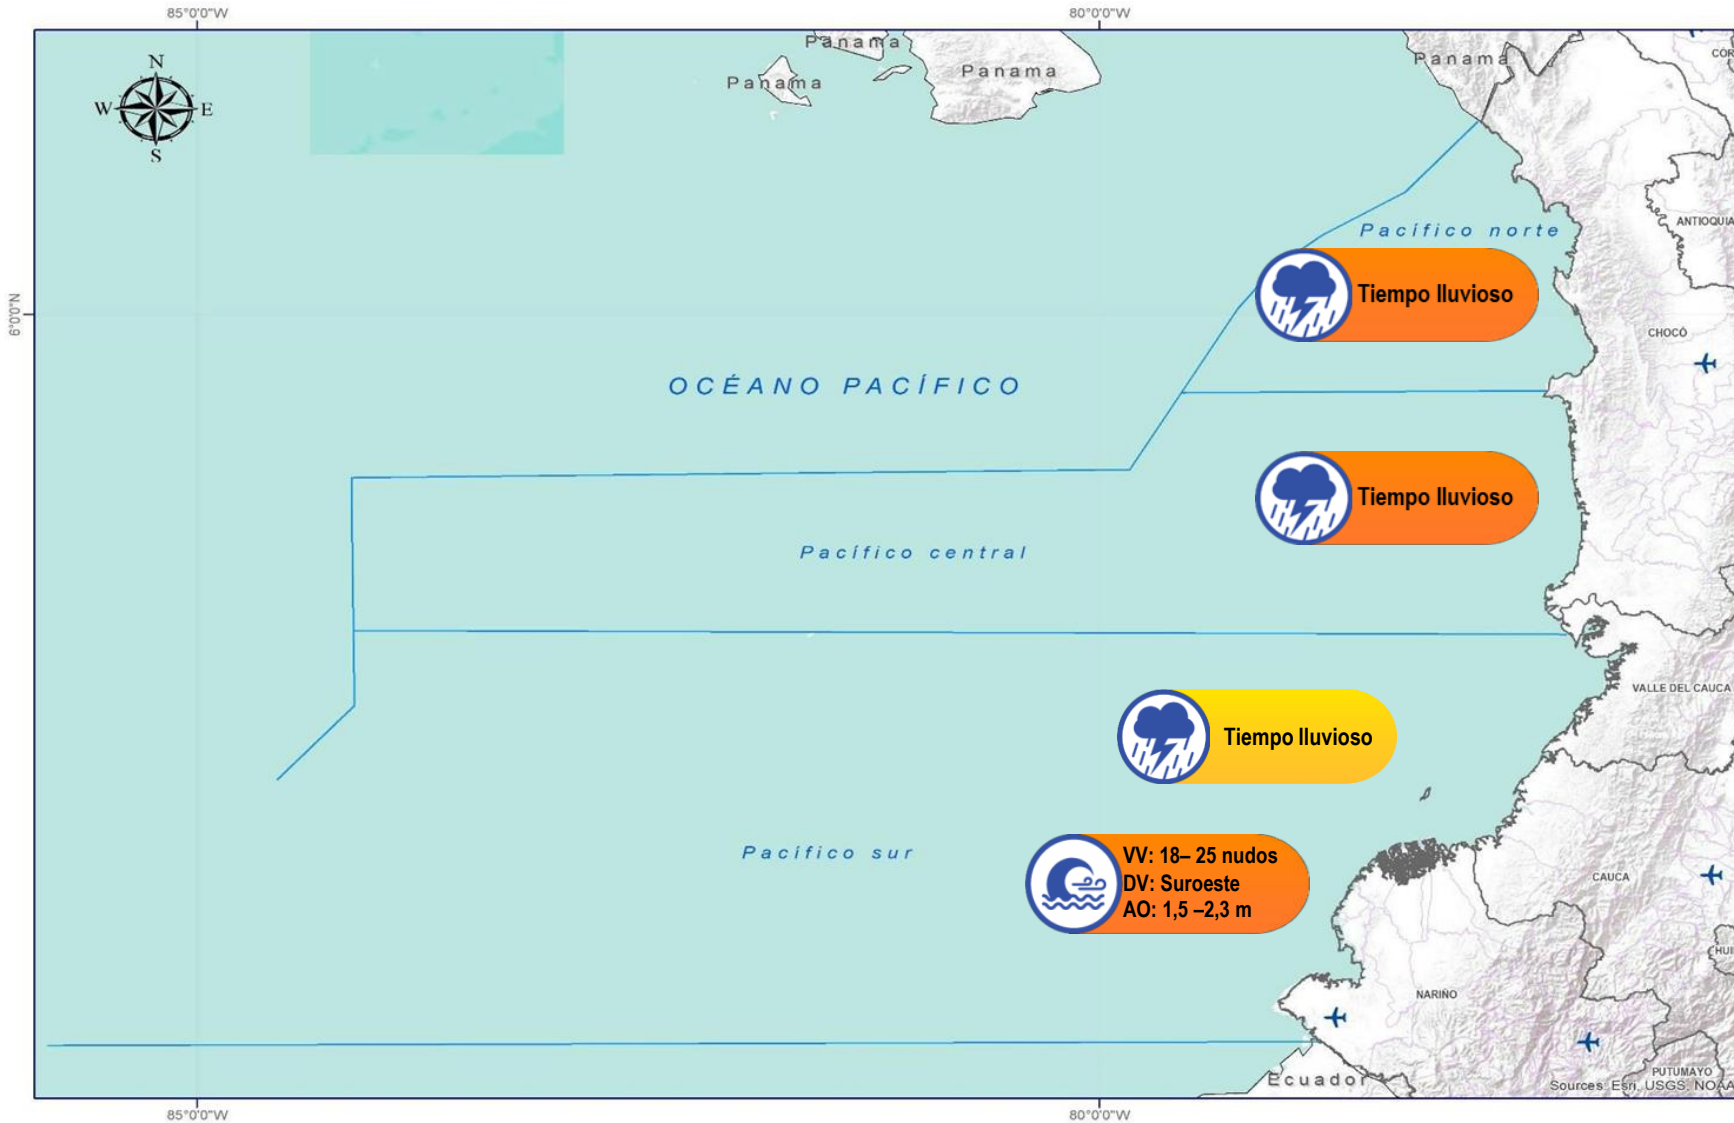 85°0'0"W
80°0'0"W
N
W
E
S
Panama
Panama
Panama
Panama
COR
ANTIOQUIA
Pacífico norte
Tiempo lluvioso
6°0'0"N
CHOCÓ
OCÉANO PACÍFICO
Tiempo lluvioso
Pacífico central
VALLE DEL CAUCA
Tiempo lluvioso
Pacífico sur
VV: 18– 25 nudos
DV: Suroeste
AO: 1,5 –2,3 m
CAUCA
HUI
NARIÑO
PUTUMAYO
Ecuador
Sources: Esri, USGS, NOAA
85°0'0"W
80°0'0"W